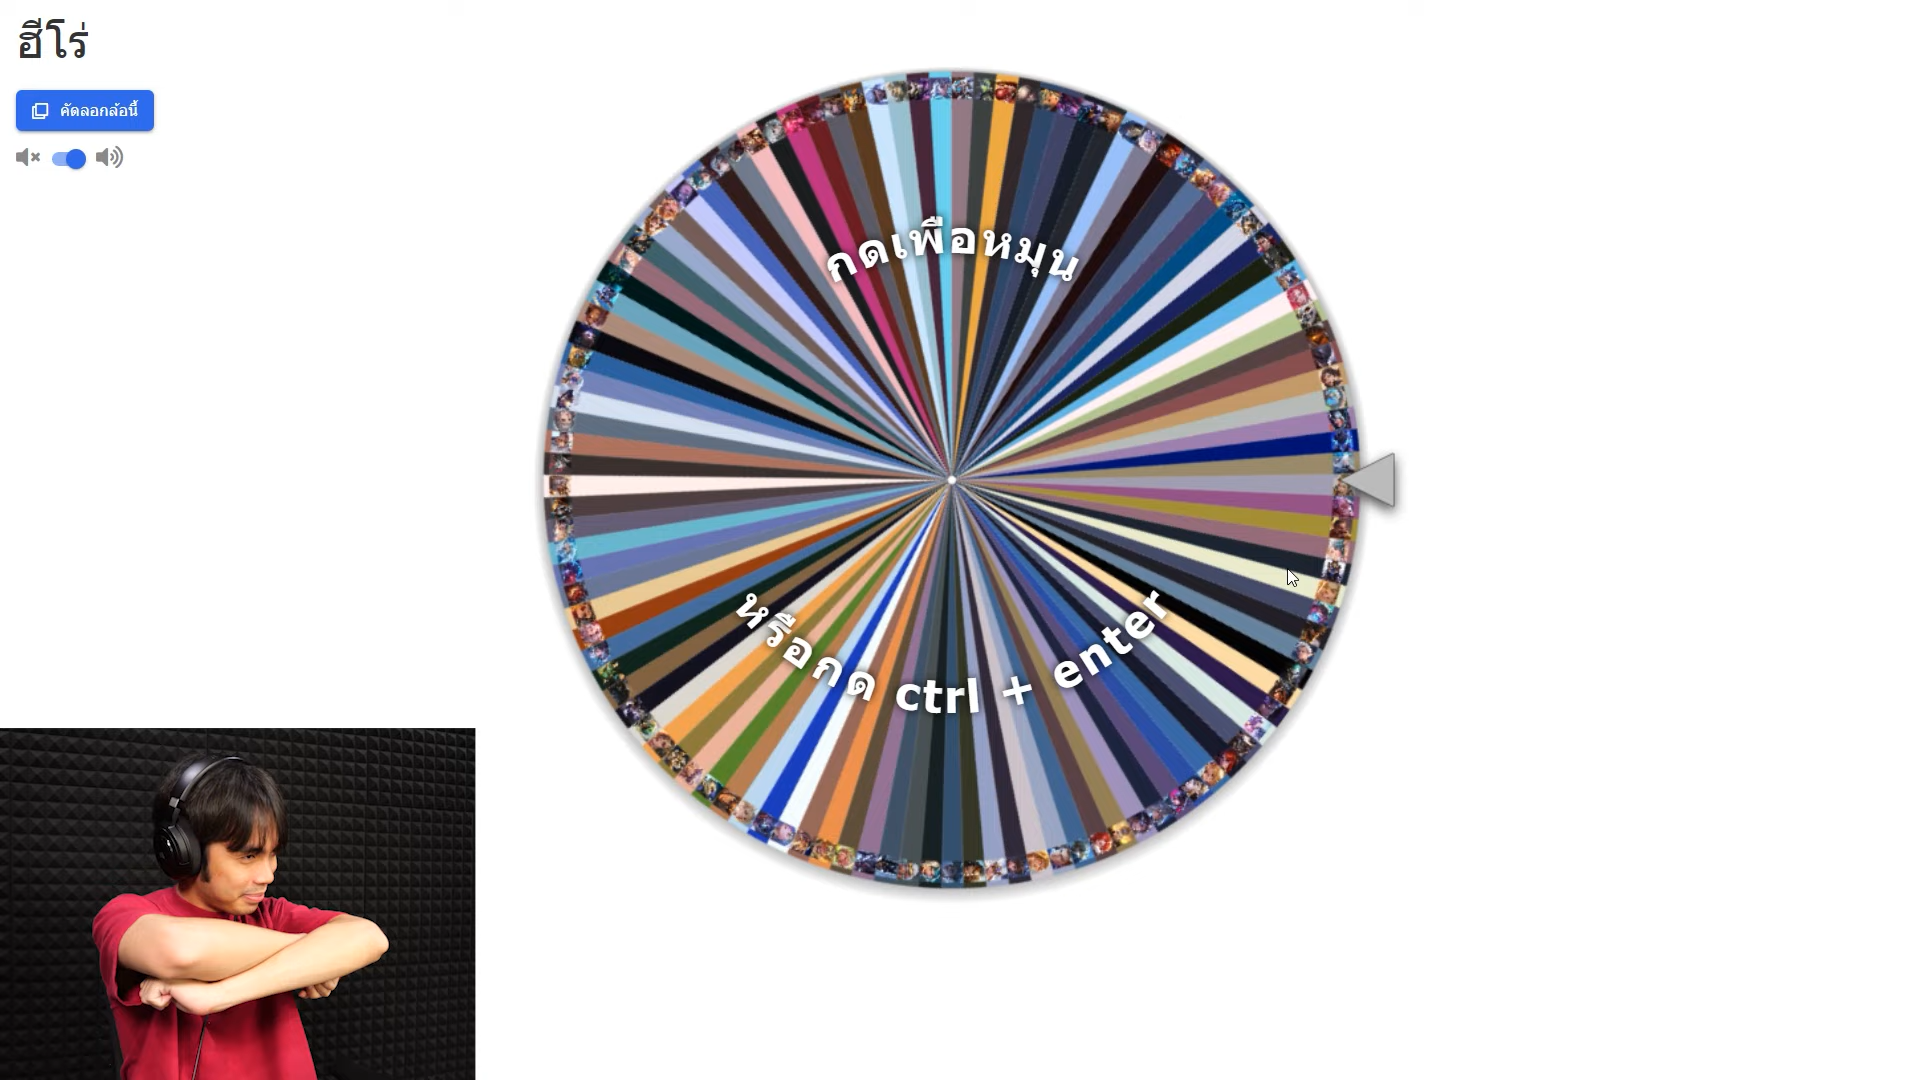 ฮีโร่
คัดลอกล้อนี้
กดเพื่อหมุน
หรือกด ctrl + enter